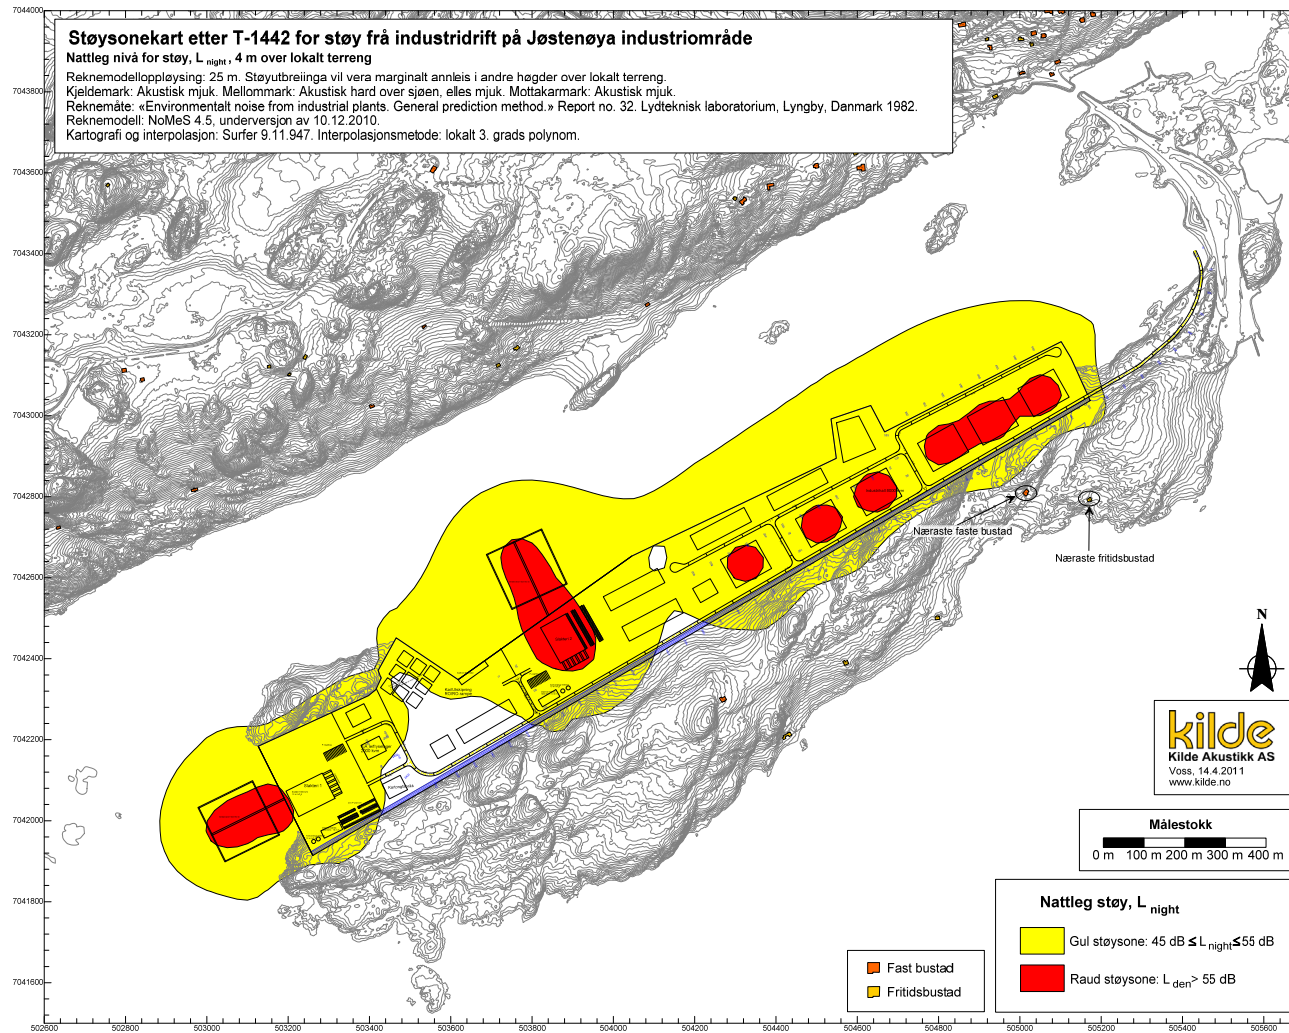 Støysonekart etter T-1442 for støy frå industridrift på Jøstenøya industriområde
Nattleg nivå for støy, L night, 4 m over lokalt terreng
Reknemodelloppløysing: 25 m. Støyutbreiinga vil vera marginalt annleis i andre høgder over lokalt terreng.
Kjeldemark: Akustisk mjuk. Mellommark: Akustisk hard over sjøen, elles mjuk. Mottakarmark: Akustisk mjuk.
Reknemåte: «Environmentalt noise from industrial plants. General prediction method.» Report no. 32. Lydteknisk laboratorium, Lyngby, Danmark 1982.
Reknemodell: NoMeS 4.5, underversjon av 10.12.2010.
Kartografi og interpolasjon: Surfer 9.11.947. Interpolasjonsmetode: lokalt 3. grads polynom.
7044000
7043800
7043600
7043400
7043200
7043000
7042800
7042600
7042400
7042200
7042000
7041800
7041600
Næraste faste bustad
Næraste fritidsbustad
N
kilde
Kilde Akustikk AS
Voss, 14.4.2011
www.kilde.no
Målestokk
0 m 100 m 200 m 300 m 400 m
Nattleg støy, L night
Gul støysone: 45 dB ≤ L night ≤ 55 dB
Raud støysone: L den > 55 dB
Fast bustad
Fritidsbustad
502600 502800 503000 503200 503400 503600 503800 504000 504200 504400 504600 504800 505000 505200 505400 505600